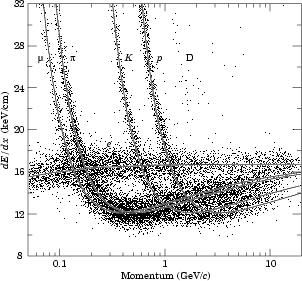 32
28
24
20
16
12
8
dE/dx (keV/cm)
μ π K p D
0.1 1 10
Momentum (GeV/c)